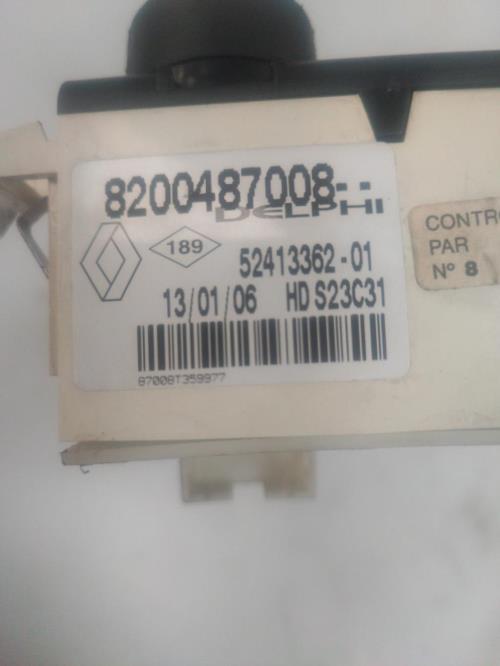 8200487008--
DELPHI
189
52413362-01
13/01/06 HD S23C31
87008T359977
CONTRO
PAR
N° 8